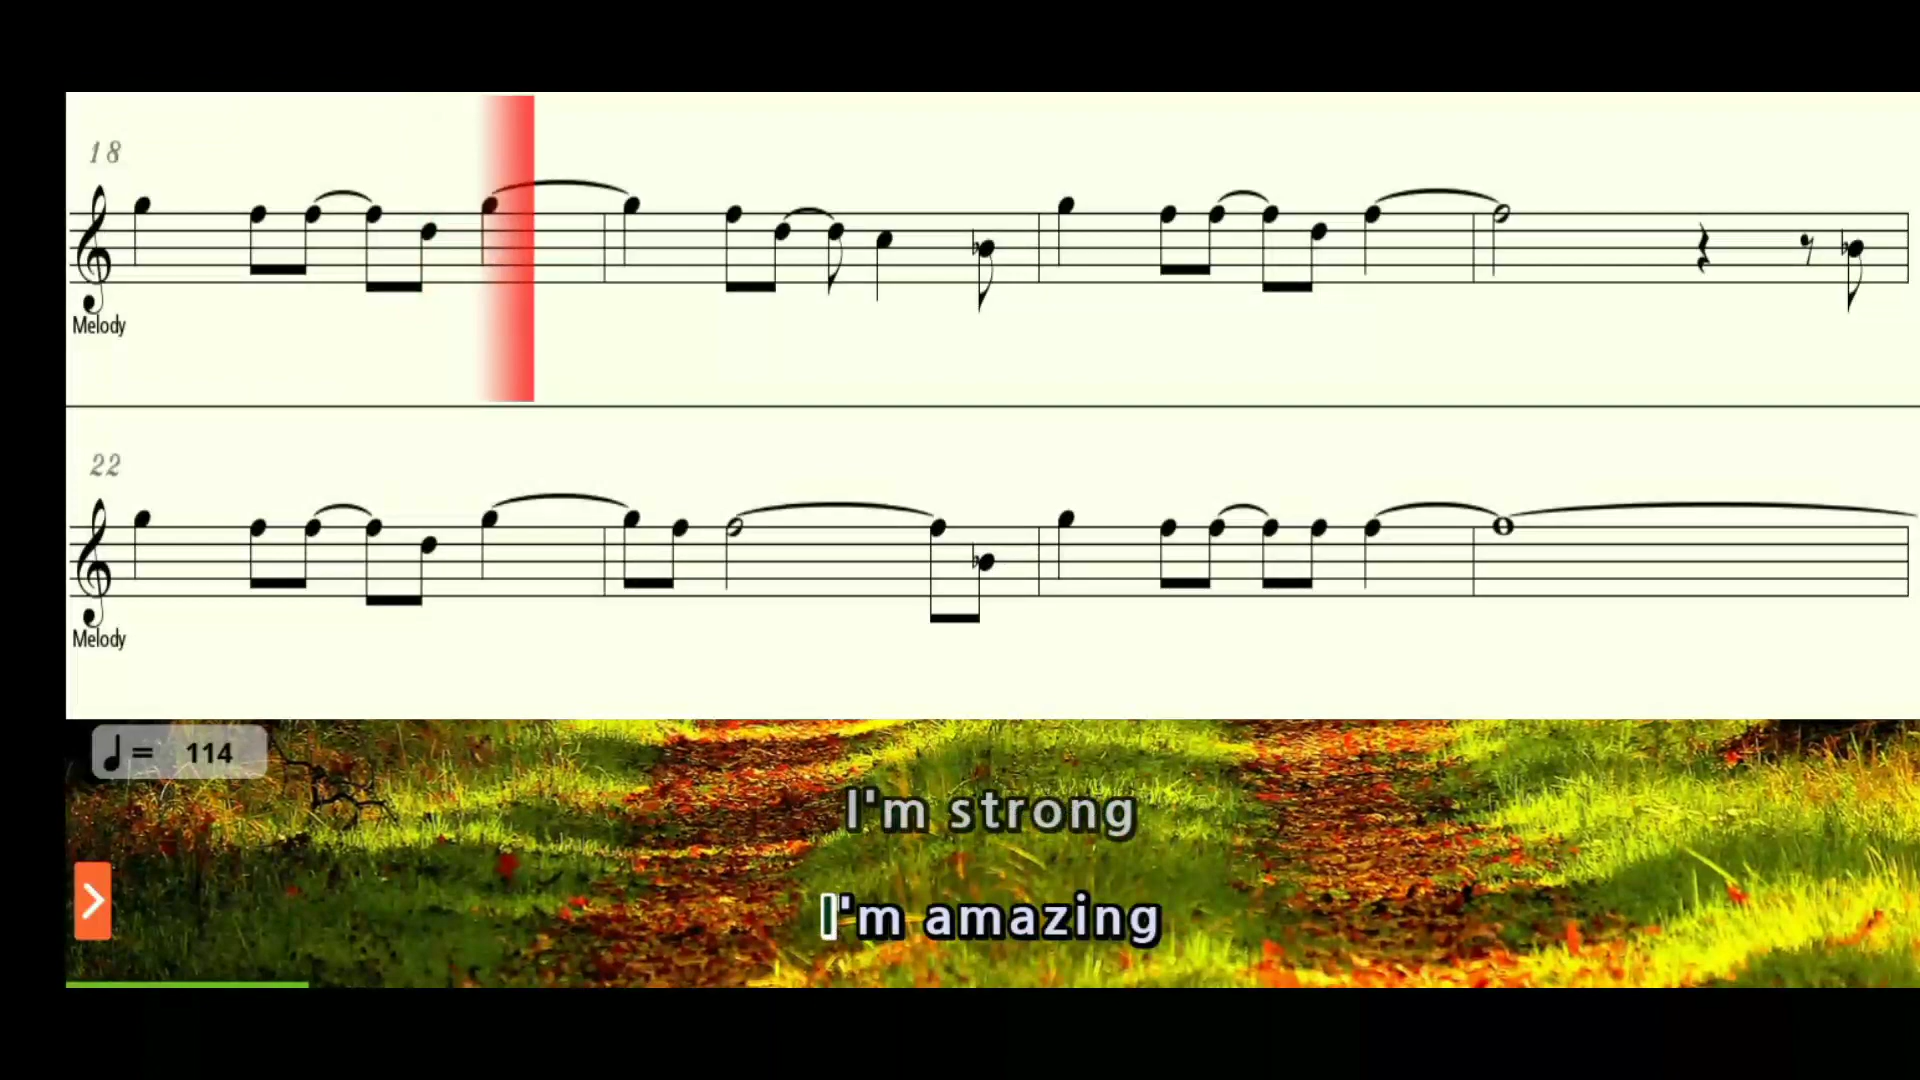 18
Melody
22
Melody
= 114
I'm strong
I'm amazing